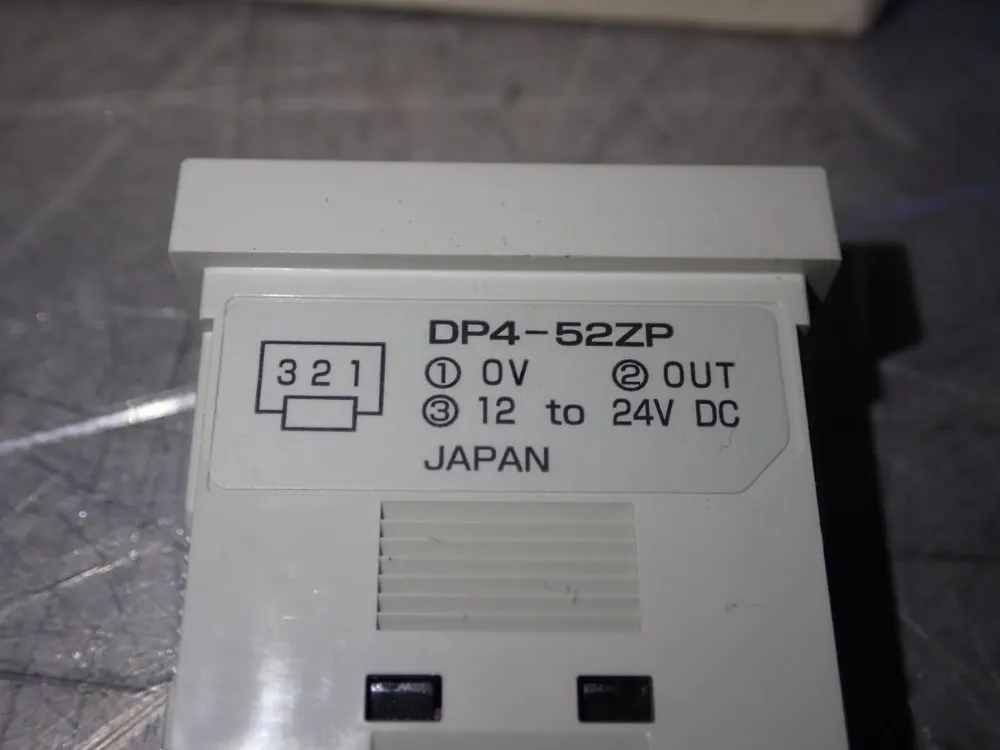 DP4-52ZP
3 2 1
① 0V ② OUT
③ 12 to 24V DC
JAPAN